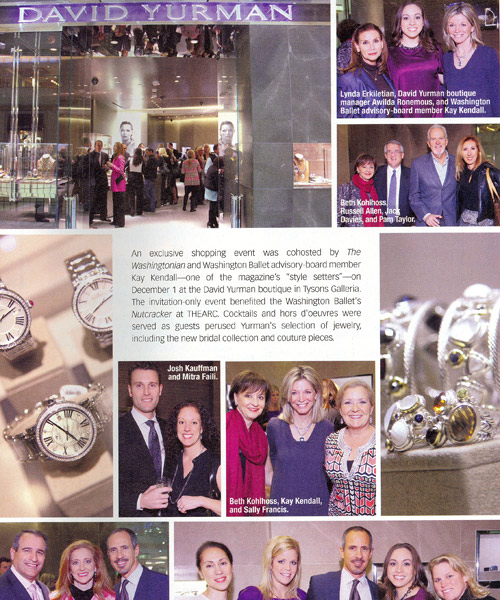 DAVID YURMAN
Lynda Erkiletian, David Yurman boutique
manager Awilda Ronemous, and Washington
Ballet advisory-board member Kay Kendall.
Beth Kohlhoss,
Russell Allen, Jack
Davies, and Pam Taylor.
An exclusive shopping event was cohosted by The
Washingtonian and Washington Ballet advisory-board member
Kay Kendall—one of the magazine's "style setters"—on
December 1 at the David Yurman boutique in Tysons Galleria.
The invitation-only event benefited the Washington Ballet's
Nutcracker at THEARC. Cocktails and hors d'oeuvres were
served as guests perused Yurman's selection of jewelry,
including the new bridal collection and couture pieces.
Josh Kauffman
and Mitra Faili.
Beth Kohlhoss, Kay Kendall,
and Sally Francis.